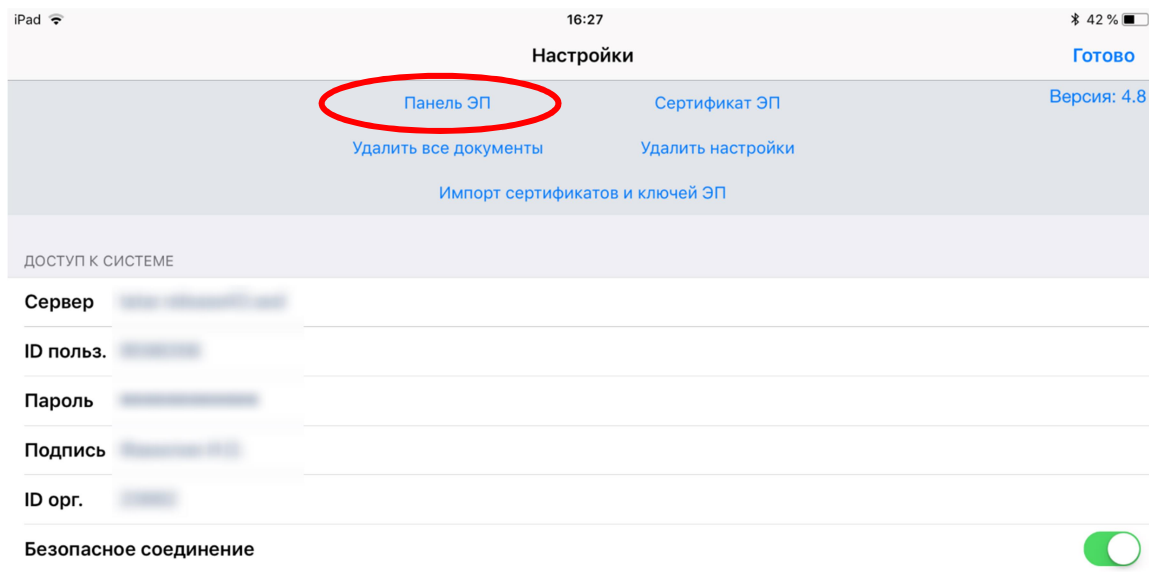 iPad 16:27 42 %
Настройки Готово
Панель ЭП Сертификат ЭП Версия: 4.8
Удалить все документы Удалить настройки
Импорт сертификатов и ключей ЭП
ДОСТУП К СИСТЕМЕ
Сервер
ID польз.
Пароль
Подпись
ID орг.
Безопасное соединение